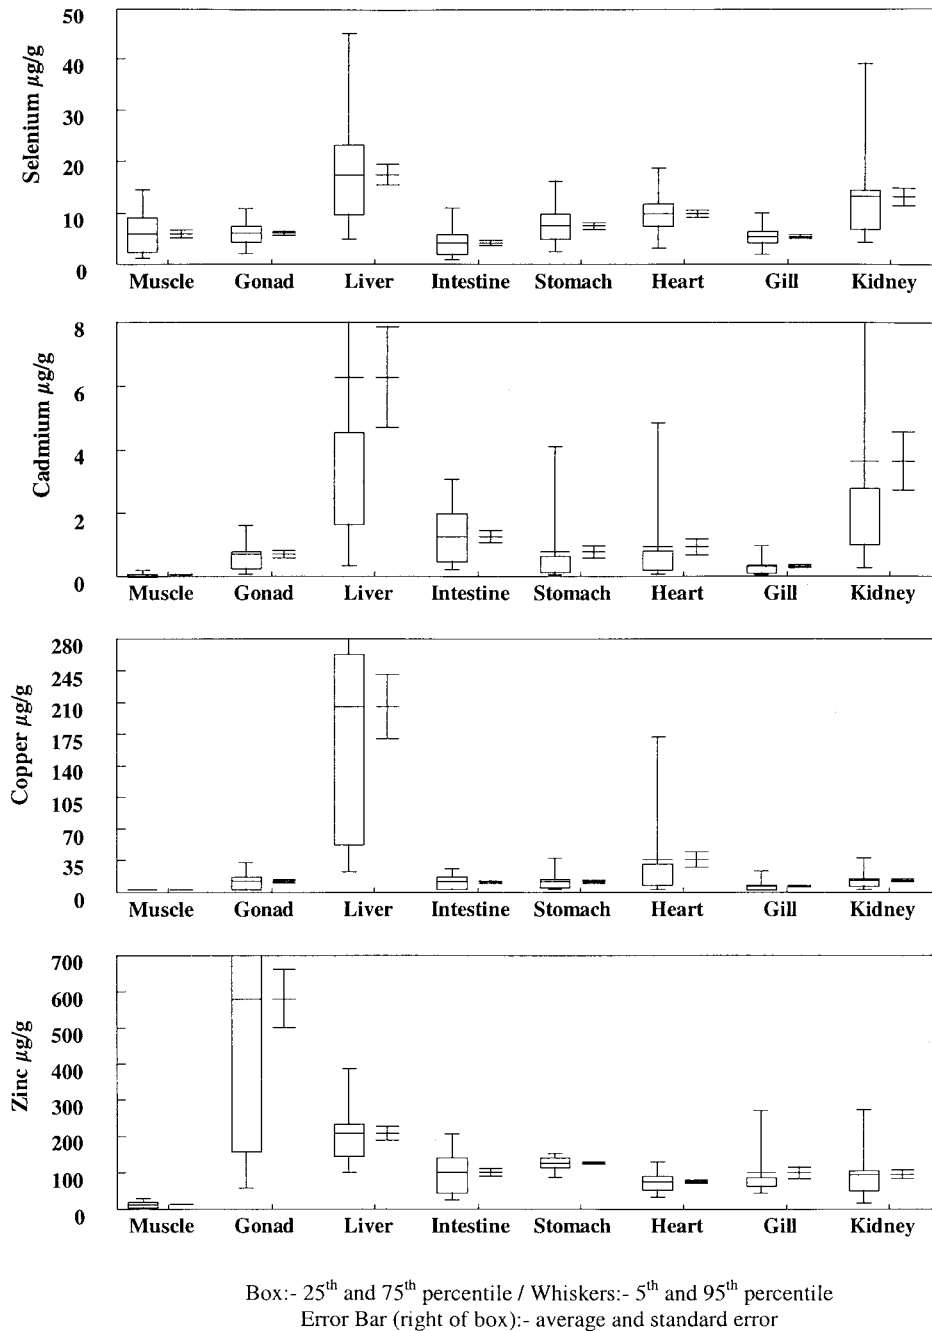 Selenium µg/g
50
40
30
20
10
0
Muscle Gonad Liver Intestine Stomach Heart Gill Kidney
Cadmium µg/g
8
6
4
2
0
Muscle Gonad Liver Intestine Stomach Heart Gill Kidney
Copper µg/g
280
245
210
175
140
105
70
35
0
Muscle Gonad Liver Intestine Stomach Heart Gill Kidney
Zinc µg/g
700
600
500
400
300
200
100
0
Muscle Gonad Liver Intestine Stomach Heart Gill Kidney
Box:- 25th and 75th percentile / Whiskers:- 5th and 95th percentile
Error Bar (right of box):- average and standard error